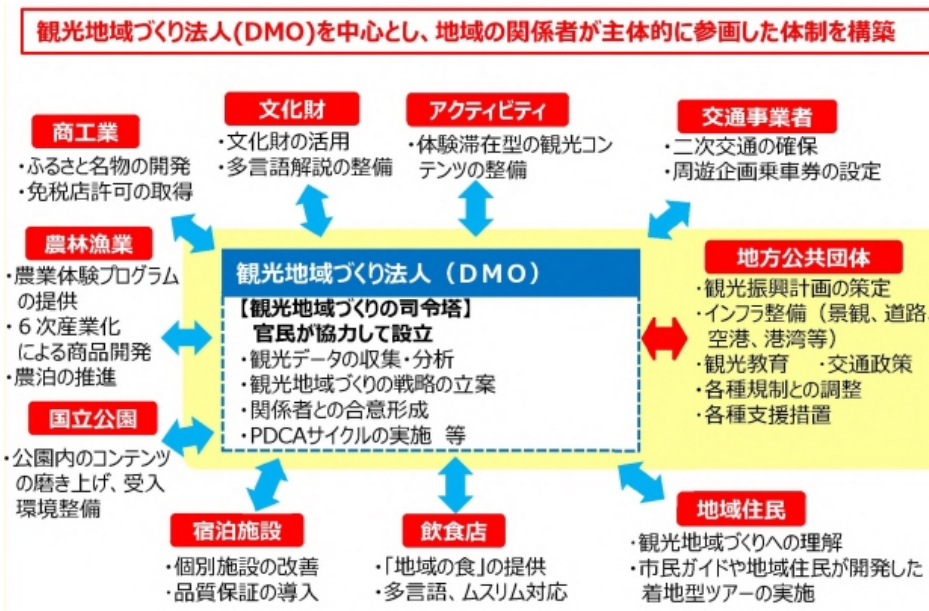 観光地域づくり法人(DMO)を中心とし、地域の関係者が主体的に参画した体制を構築
商工業
・ふるさと名物の開発
・免税店許可の取得
文化財
・文化財の活用
・多言語解説の整備
アクティビティ
・体験滞在型の観光コン
テンツの整備
交通事業者
・二次交通の確保
・周遊企画乗車券の設定
農林漁業
・農業体験プログラム
の提供
・６次産業化
による商品開発
・農泊の推進
観光地域づくり法人（DMO）
【観光地域づくりの司令塔】
官民が協力して設立
・観光データの収集・分析
・観光地域づくりの戦略の立案
・関係者との合意形成
・PDCAサイクルの実施 等
地方公共団体
・観光振興計画の策定
・インフラ整備（景観、道路、
空港、港湾等）
・観光教育 ・交通政策
・各種規制との調整
・各種支援措置
国立公園
・公園内のコンテンツ
の磨き上げ、受入
環境整備
宿泊施設
・個別施設の改善
・品質保証の導入
飲食店
・「地域の食」の提供
・多言語、ムスリム対応
地域住民
・観光地域づくりへの理解
・市民ガイドや地域住民が開発した
着地型ツアーの実施